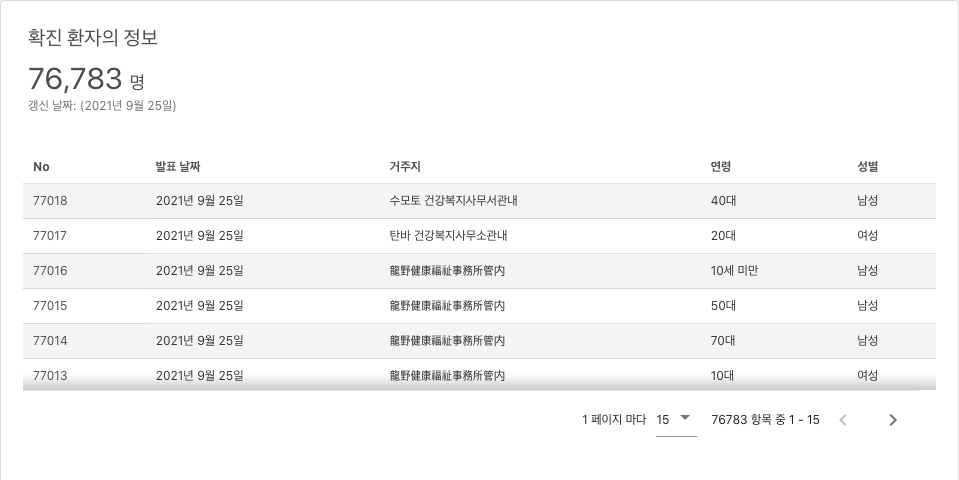 확진 환자의 정보
76,783 명
갱신 날짜: (2021년 9월 25일)
No 발표 날짜 거주지 연령 성별
77018 2021년 9월 25일 수모토 건강복지사무서관내 40대 남성
77017 2021년 9월 25일 탄바 건강복지사무소관내 20대 여성
77016 2021년 9월 25일 龍野健康福祉事務所管内 10세 미만 남성
77015 2021년 9월 25일 龍野健康福祉事務所管内 50대 남성
77014 2021년 9월 25일 龍野健康福祉事務所管内 70대 남성
77013 2021년 9월 25일 龍野健康福祉事務所管内 10대 여성
1 페이지 마다 15 76783 항목 중 1 - 15